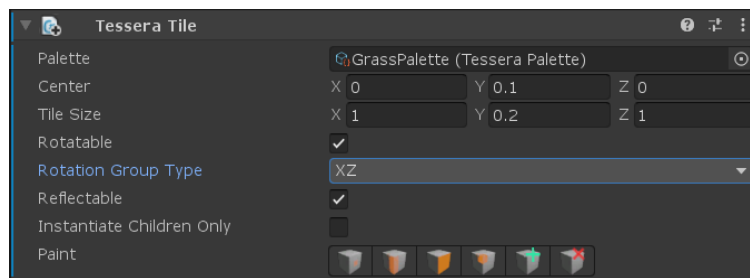 Tessera Tile
Palette GrassPalette (Tessera Palette)
Center X 0 Y 0.1 Z 0
Tile Size X 1 Y 0.2 Z 1
Rotatable
Rotation Group Type XZ
Reflectable
Instantiate Children Only
Paint